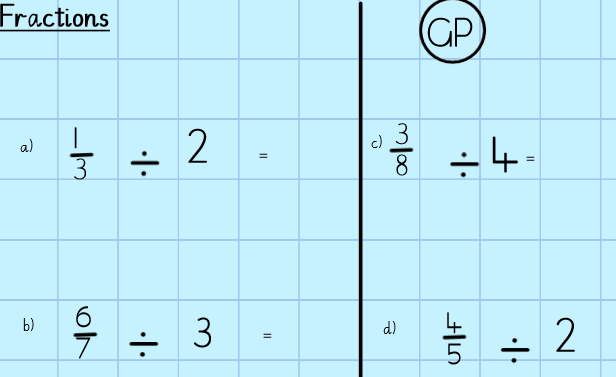 Fractions
GP
a) 1/3 ÷ 2 =
b) 6/7 ÷ 3 =
c) 3/8 ÷ 4 =
d) 4/5 ÷ 2